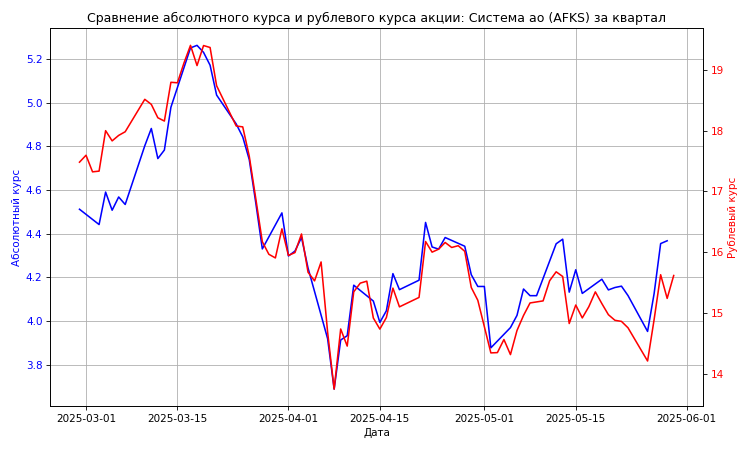 Сравнение абсолютного курса и рублевого курса акции: Система ао (AFKS) за квартал
Абсолютный курс
5.2
5.0
4.8
4.6
4.4
4.2
4.0
3.8
19
18
17
16
15
14
Рублевый курс
2025-03-01 2025-03-15 2025-04-01 2025-04-15 2025-05-01 2025-05-15 2025-06-01
Дата